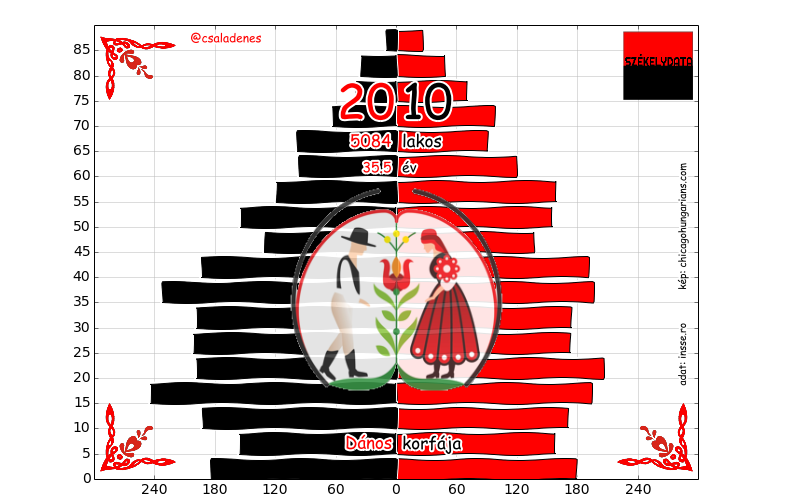 @csaladenes
SZÉKELYDATA
2010
5084 lakos
35.5 év
Dános korfája
kép: chicagohungarians.com
adat: insse.ro
85
80
75
70
65
60
55
50
45
40
35
30
25
20
15
10
5
0
240 180 120 60 0 60 120 180 240